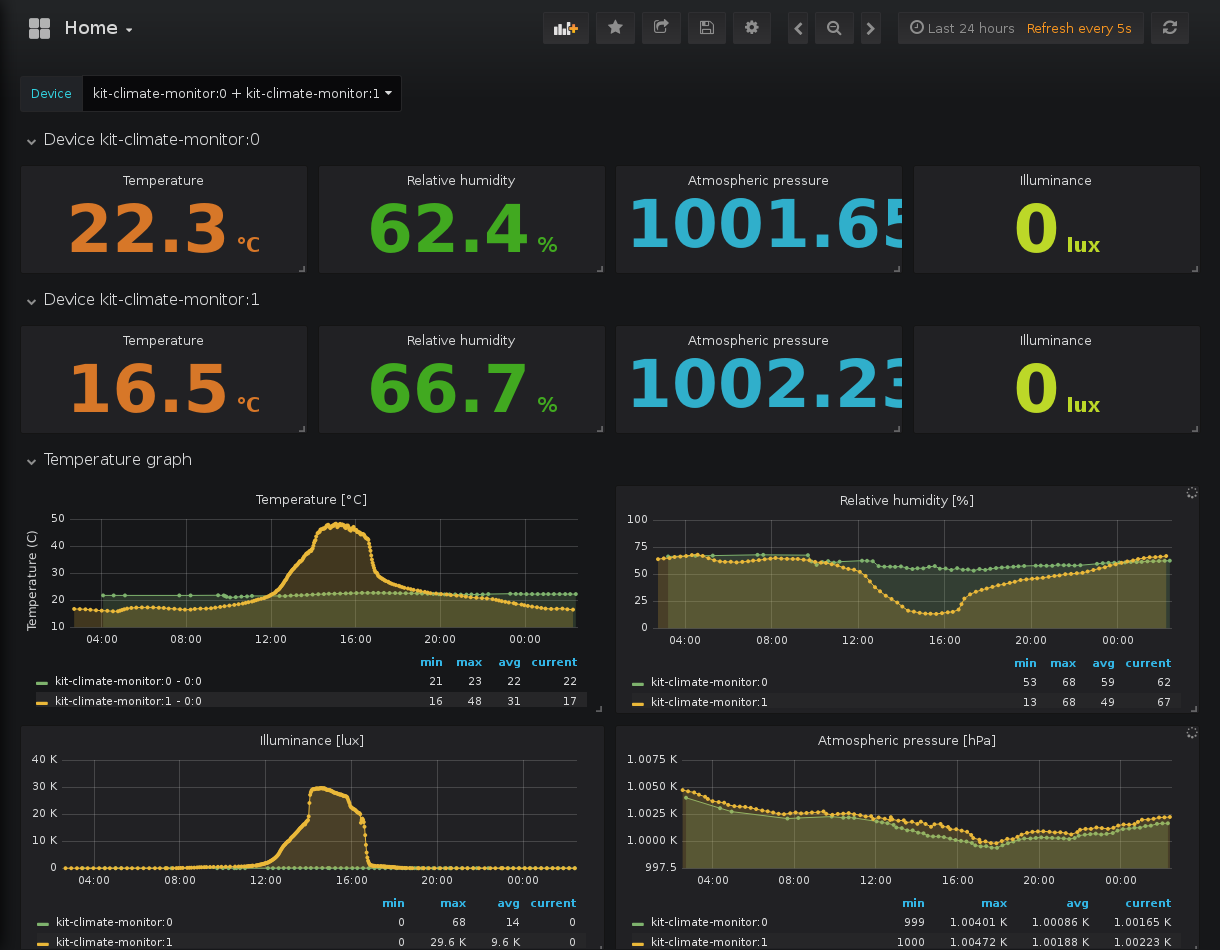 Home
Last 24 hours Refresh every 5s
Device kit-climate-monitor:0 + kit-climate-monitor:1
Device kit-climate-monitor:0
Temperature Relative humidity Atmospheric pressure Illuminance
22.3 °C 62.4 % 1001.65 0 lux
Device kit-climate-monitor:1
Temperature Relative humidity Atmospheric pressure Illuminance
16.5 °C 66.7 % 1002.23 0 lux
Temperature graph
Temperature [°C]
Temperature (C)
50
40
30
20
10
04:00 08:00 12:00 16:00 20:00 00:00
min max avg current
kit-climate-monitor:0 - 0:0 21 23 22 22
kit-climate-monitor:1 - 0:0 16 48 31 17
Relative humidity [%]
100
75
50
25
0
04:00 08:00 12:00 16:00 20:00 00:00
min max avg current
kit-climate-monitor:0 53 68 59 62
kit-climate-monitor:1 13 68 49 67
Illuminance [lux]
40 K
30 K
20 K
10 K
0
04:00 08:00 12:00 16:00 20:00 00:00
min max avg current
kit-climate-monitor:0 0 68 14 0
kit-climate-monitor:1 0 29.6 K 9.6 K 0
Atmospheric pressure [hPa]
1.0075 K
1.0050 K
1.0025 K
1.0000 K
997.5
04:00 08:00 12:00 16:00 20:00 00:00
min max avg current
kit-climate-monitor:0 999 1.00401 K 1.00086 K 1.00165 K
kit-climate-monitor:1 1000 1.00472 K 1.00188 K 1.00223 K